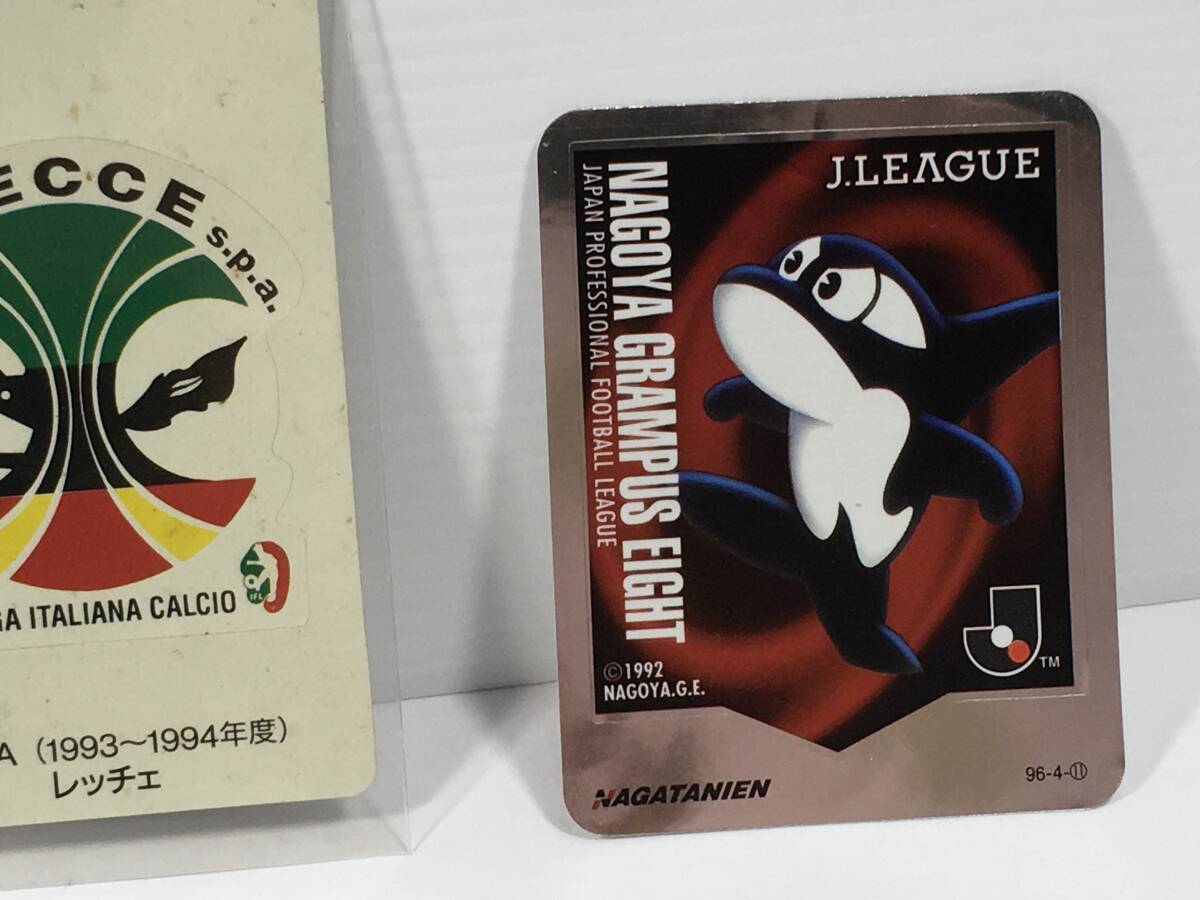 ECCE s.p.a.
GA ITALIANA CALCIO
IFL
A (1993～1994年度)
レッチェ
J.LEAGUE
NAGOYA GRAMPUS EIGHT
JAPAN PROFESSIONAL FOOTBALL LEAGUE
©1992
NAGOYA.G.E.
TM
NAGATANIEN
96-4-⑪